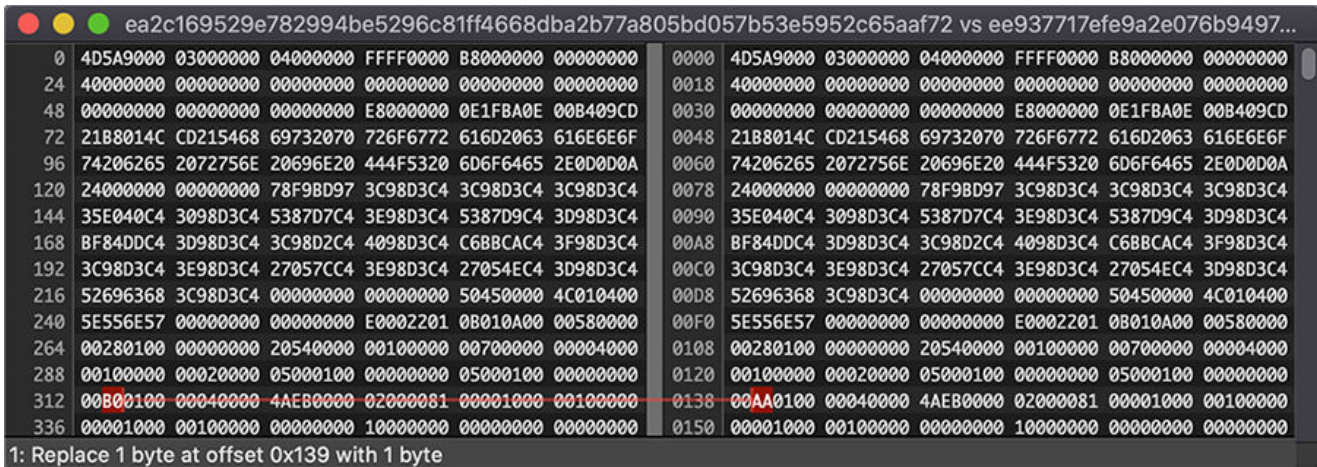 ea2c169529e782994be5296c81ff4668dba2b77a805bd057b53e5952c65aaf72 vs ee937717efe9a2e076b9497...
0 4D5A9000 03000000 04000000 FFFF0000 B8000000 00000000 0000 4D5A9000 03000000 04000000 FFFF0000 B8000000 00000000
24 40000000 00000000 00000000 00000000 00000000 00000000 0018 40000000 00000000 00000000 00000000 00000000 00000000
48 00000000 00000000 00000000 E8000000 0E1FBA0E 00B409CD 0030 00000000 00000000 00000000 E8000000 0E1FBA0E 00B409CD
72 21B8014C CD215468 69732070 726F6772 616D2063 616E6E6F 0048 21B8014C CD215468 69732070 726F6772 616D2063 616E6E6F
96 74206265 2072756E 20696E20 444F5320 6D6F6465 2E0D0D0A 0060 74206265 2072756E 20696E20 444F5320 6D6F6465 2E0D0D0A
120 24000000 00000000 78F9BD97 3C98D3C4 3C98D3C4 3C98D3C4 0078 24000000 00000000 78F9BD97 3C98D3C4 3C98D3C4 3C98D3C4
144 35E040C4 3098D3C4 5387D7C4 3E98D3C4 5387D9C4 3D98D3C4 0090 35E040C4 3098D3C4 5387D7C4 3E98D3C4 5387D9C4 3D98D3C4
168 BF84DDC4 3D98D3C4 3C98D2C4 4098D3C4 C6BBCAC4 3F98D3C4 00A8 BF84DDC4 3D98D3C4 3C98D2C4 4098D3C4 C6BBCAC4 3F98D3C4
192 3C98D3C4 3E98D3C4 27057CC4 3E98D3C4 27054EC4 3D98D3C4 00C0 3C98D3C4 3E98D3C4 27057CC4 3E98D3C4 27054EC4 3D98D3C4
216 52696368 3C98D3C4 00000000 00000000 50450000 4C010400 00D8 52696368 3C98D3C4 00000000 00000000 50450000 4C010400
240 5E556E57 00000000 00000000 E0002201 0B010A00 00580000 00F0 5E556E57 00000000 00000000 E0002201 0B010A00 00580000
264 00280100 00000000 20540000 00100000 00700000 00004000 0108 00280100 00000000 20540000 00100000 00700000 00004000
288 00100000 00020000 05000100 00000000 05000100 00000000 0120 00100000 00020000 05000100 00000000 05000100 00000000
312 00B00100 00040000 4AEB0000 02000081 00001000 00100000 0138 00AA0100 00040000 4AEB0000 02000081 00001000 00100000
336 00001000 00100000 00000000 10000000 00000000 00000000 0150 00001000 00100000 00000000 10000000 00000000 00000000
1: Replace 1 byte at offset 0x139 with 1 byte